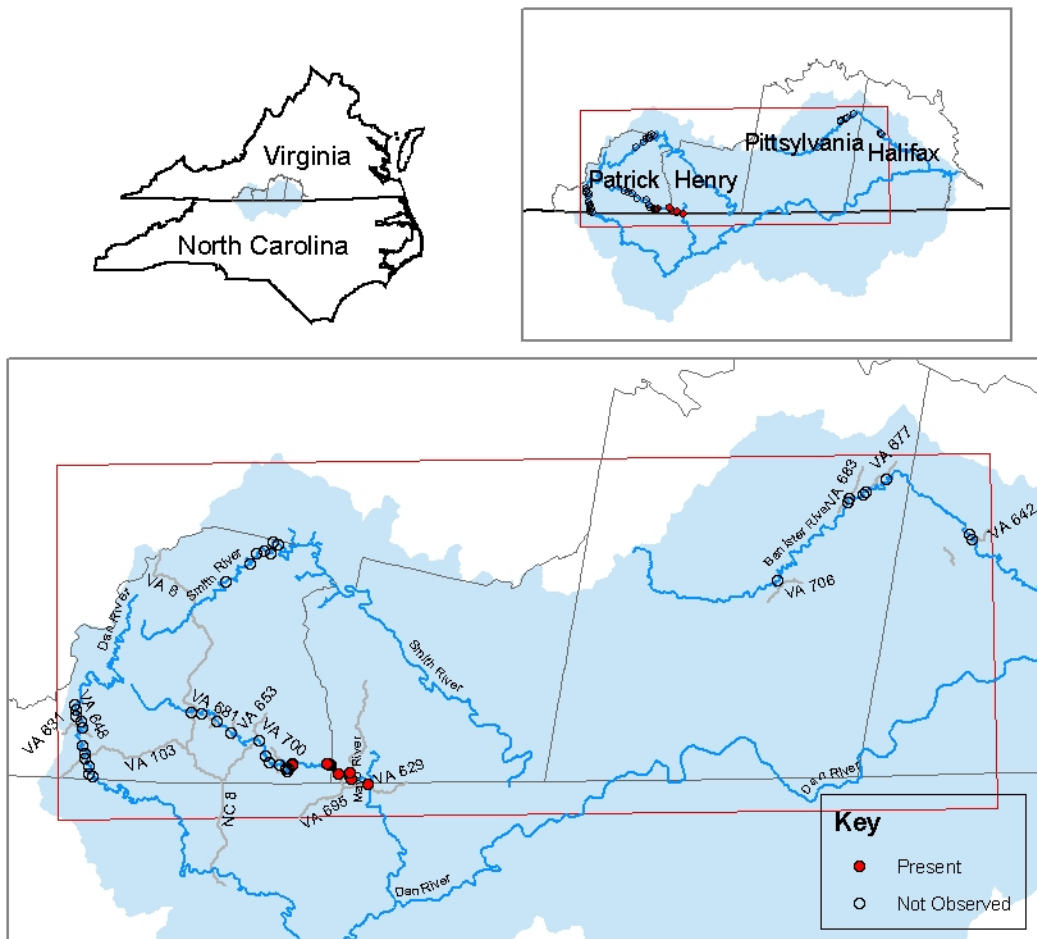 Virginia
North Carolina
Pittsylvania
Halifax
Patrick
Henry
VA 677
VA 683
Banister River
VA 642
VA 706
Smith River
VA 8
Dan River
Smith River
VA 631
VA 648
VA 681
VA 653
VA 700
VA 103
Mayo River
VA 629
VA 695
NC 8
Dan River
Dan River
Key
Present
Not Observed